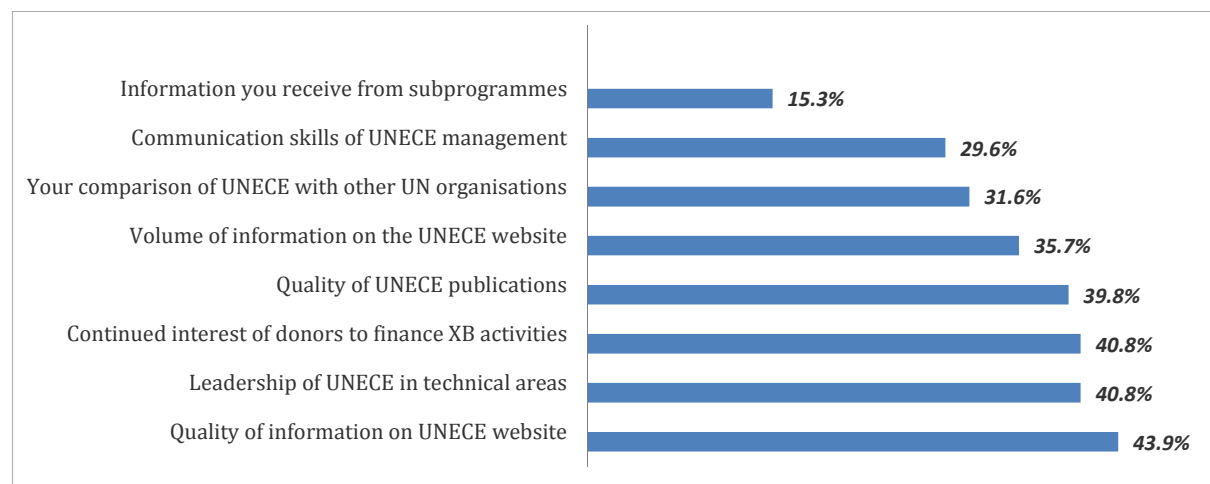 Information you receive from subprogrammes
15.3%
Communication skills of UNECE management
29.6%
Your comparison of UNECE with other UN organisations
31.6%
Volume of information on the UNECE website
35.7%
Quality of UNECE publications
39.8%
Continued interest of donors to finance XB activities
40.8%
Leadership of UNECE in technical areas
40.8%
Quality of information on UNECE website
43.9%